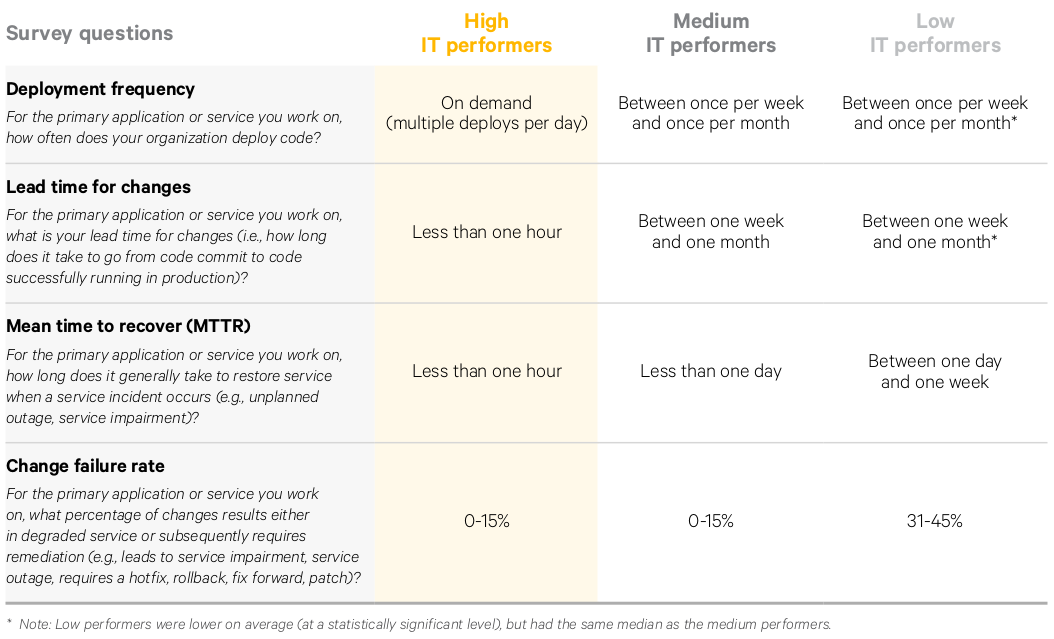 Survey questions
High
IT performers
Medium
IT performers
Low
IT performers
Deployment frequency
For the primary application or service you work on,
how often does your organization deploy code?
On demand
(multiple deploys per day)
Between once per week
and once per month
Between once per week
and once per month*
Lead time for changes
For the primary application or service you work on,
what is your lead time for changes (i.e., how long
does it take to go from code commit to code
successfully running in production)?
Less than one hour
Between one week
and one month
Between one week
and one month*
Mean time to recover (MTTR)
For the primary application or service you work on,
how long does it generally take to restore service
when a service incident occurs (e.g., unplanned
outage, service impairment)?
Less than one hour
Less than one day
Between one day
and one week
Change failure rate
For the primary application or service you work
on, what percentage of changes results either
in degraded service or subsequently requires
remediation (e.g., leads to service impairment, service
outage, requires a hotfix, rollback, fix forward, patch)?
0-15%
0-15%
31-45%
* Note: Low performers were lower on average (at a statistically significant level), but had the same median as the medium performers.